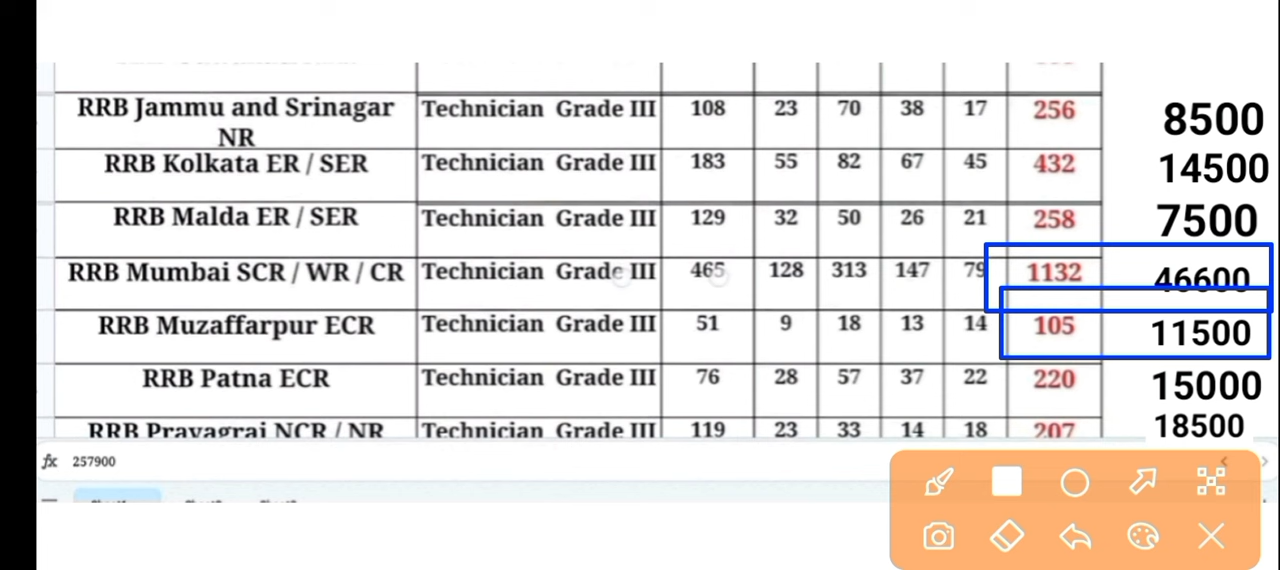 RRB Jammu and Srinagar NR Technician Grade III 108 23 70 38 17 256 8500
RRB Kolkata ER / SER Technician Grade III 183 55 82 67 45 432 14500
RRB Malda ER / SER Technician Grade III 129 32 50 26 21 258 7500
RRB Mumbai SCR / WR / CR Technician Grade III 465 128 313 147 79 1132 46600
RRB Muzaffarpur ECR Technician Grade III 51 9 18 13 14 105 11500
RRB Patna ECR Technician Grade III 76 28 57 37 22 220 15000
RRB Prayagraj NCR / NR Technician Grade III 119 23 33 14 18 207 18500
fx 257900